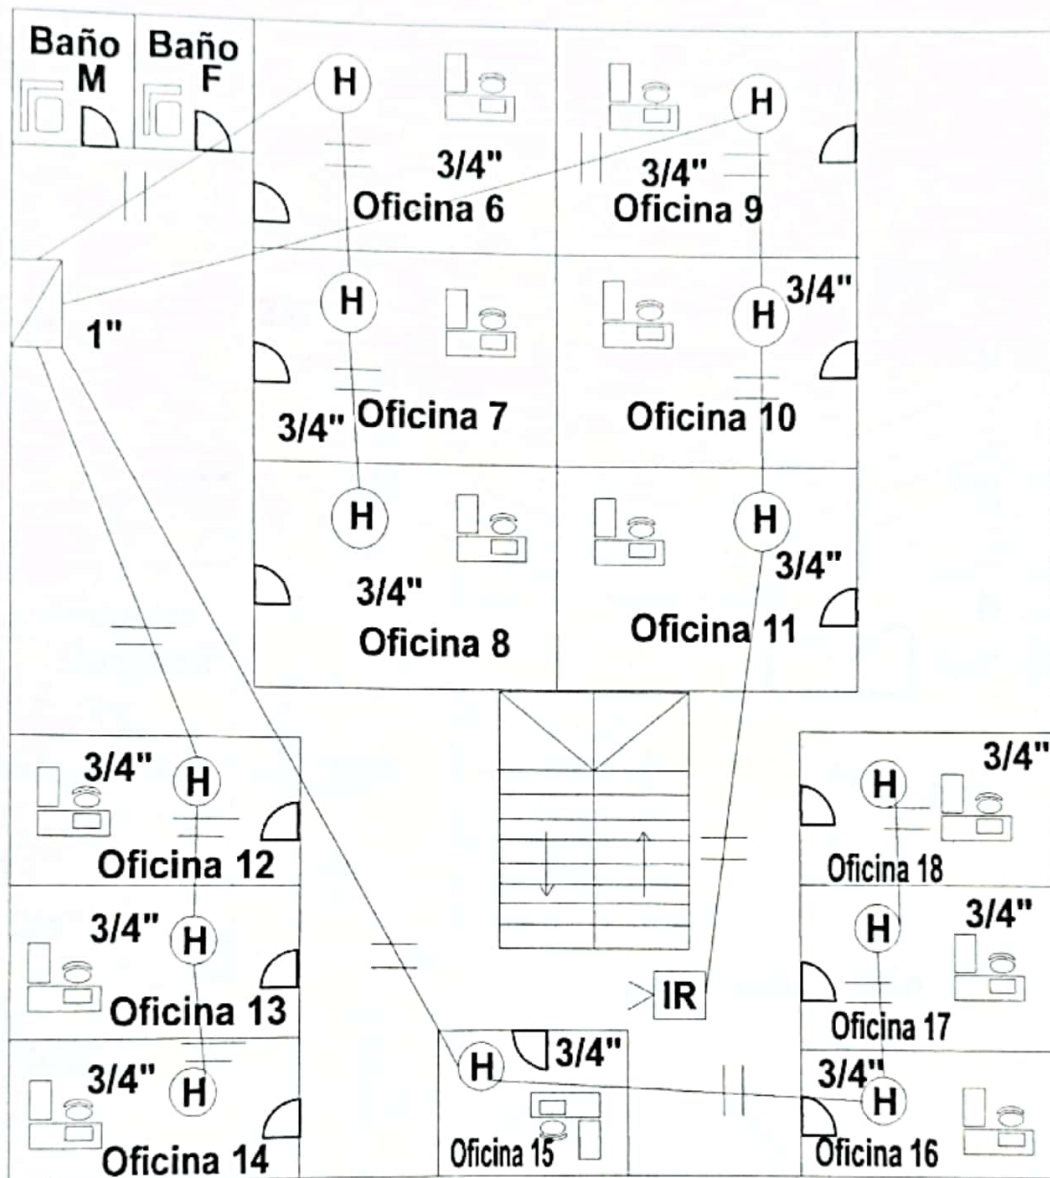 Baño
M
Baño
F
H
3/4"
Oficina 6
H
3/4"
Oficina 9
1"
H
3/4"
Oficina 7
H
3/4"
Oficina 10
H
3/4"
Oficina 8
H
3/4"
Oficina 11
3/4"
H
Oficina 12
3/4"
H
Oficina 13
3/4"
H
Oficina 14
IR
H
3/4"
Oficina 15
3/4"
H
Oficina 18
3/4"
H
Oficina 17
3/4"
H
Oficina 16